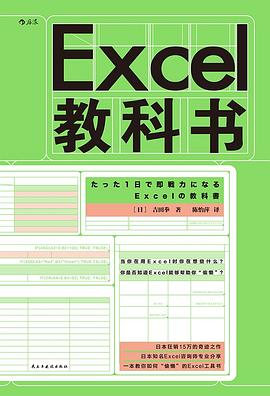 后浪
Excel
教科书
たった1日で即戦力になる
Excelの教科書
[日] 吉田拳 著 陈怡萍 译
当你在用Excel时你在想些什么？
你是否知道Excel能够帮助你“偷懒”？
日本狂销15万的奇迹之作
日本知名Excel咨询师专业分享
一本教你如何“偷懒”的Excel工具书